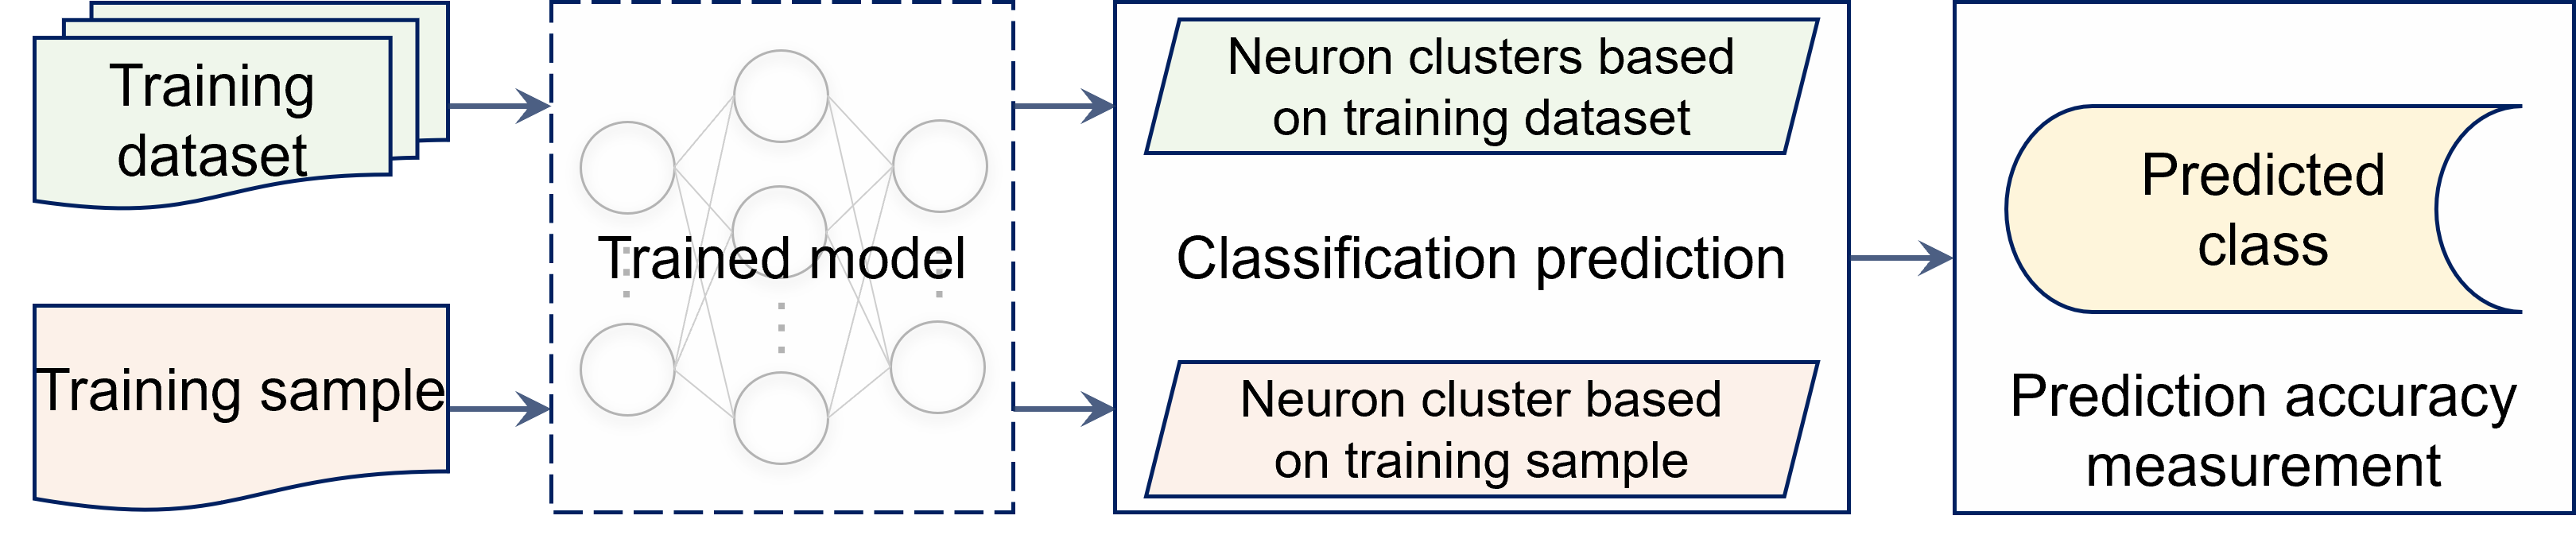 Training
dataset
Training sample
Trained model
Neuron clusters based
on training dataset
Classification prediction
Neuron cluster based
on training sample
Predicted
class
Prediction accuracy
measurement